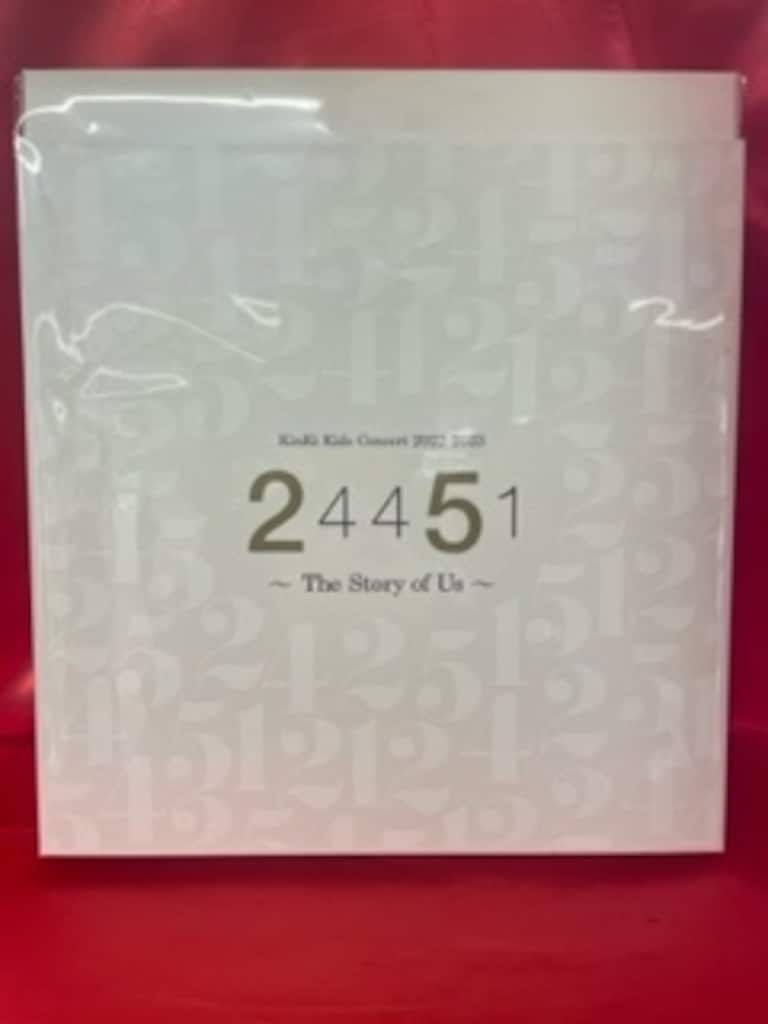 KinKi Kids Concert 2022-2023
24451
～ The Story of Us ～